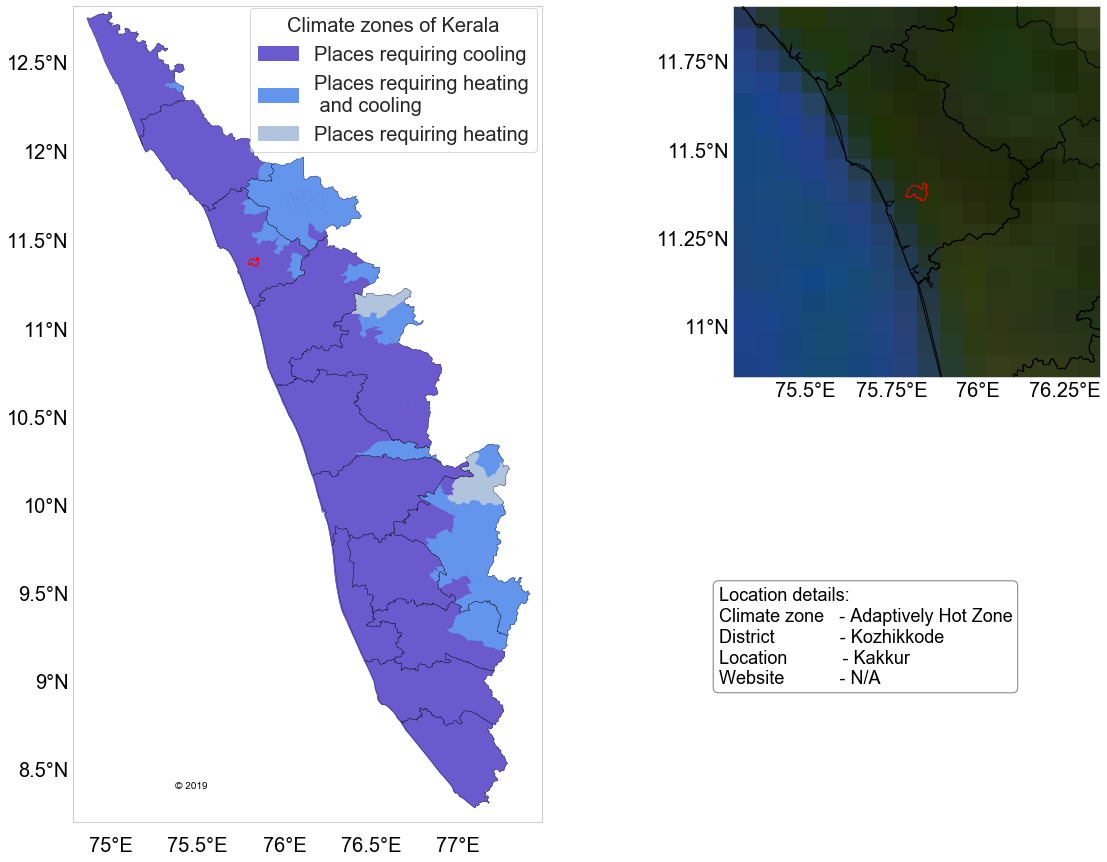 Climate zones of Kerala
Places requiring cooling
Places requiring heating
and cooling
Places requiring heating
12.5°N
12°N
11.5°N
11°N
10.5°N
10°N
9.5°N
9°N
8.5°N
75°E 75.5°E 76°E 76.5°E 77°E
© 2019
11.75°N
11.5°N
11.25°N
11°N
75.5°E 75.75°E 76°E 76.25°E
Location details:
Climate zone - Adaptively Hot Zone
District - Kozhikkode
Location - Kakkur
Website - N/A